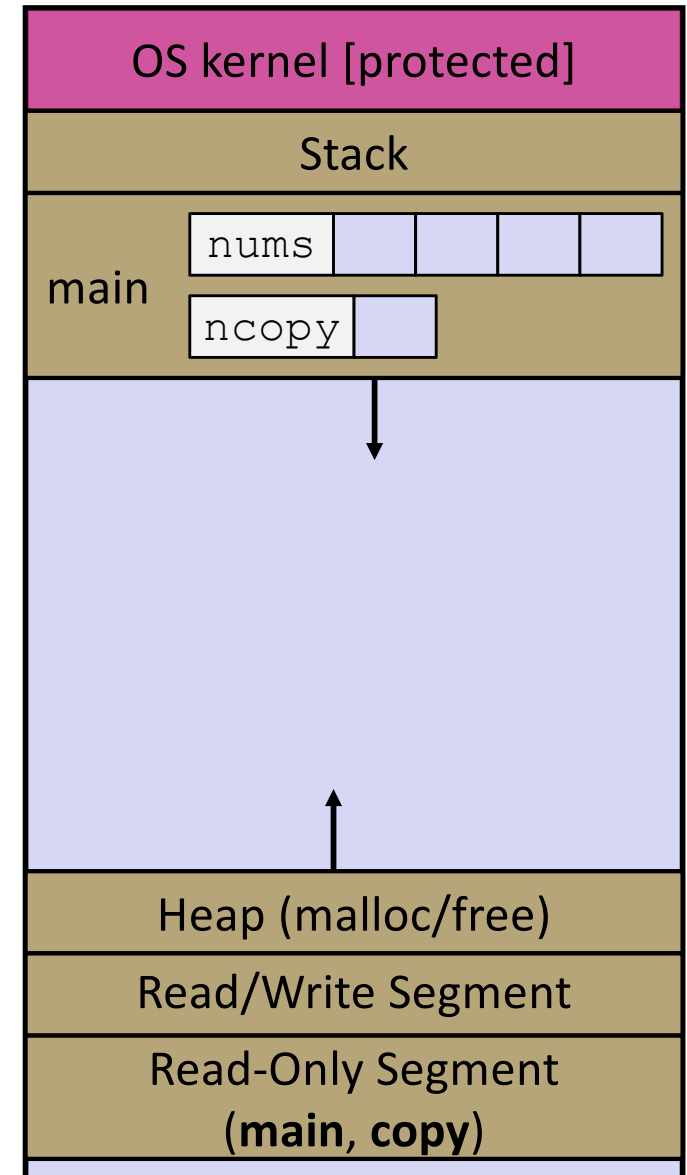 OS kernel [protected]
Stack
main
nums
ncopy
Heap (malloc/free)
Read/Write Segment
Read-Only Segment
(main, copy)